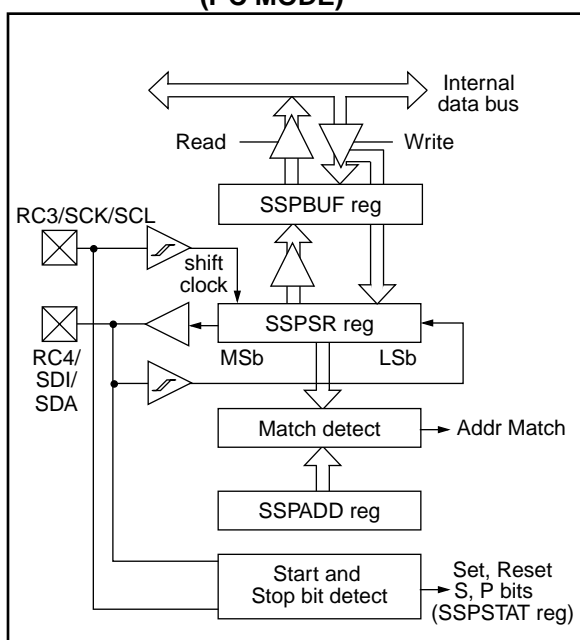 (I²C MODE)
Internal
data bus
Read
Write
SSPBUF reg
RC3/SCK/SCL
shift
clock
SSPSR reg
MSb
LSb
RC4/
SDI/
SDA
Match detect
Addr Match
SSPADD reg
Start and
Stop bit detect
Set, Reset
S, P bits
(SSPSTAT reg)